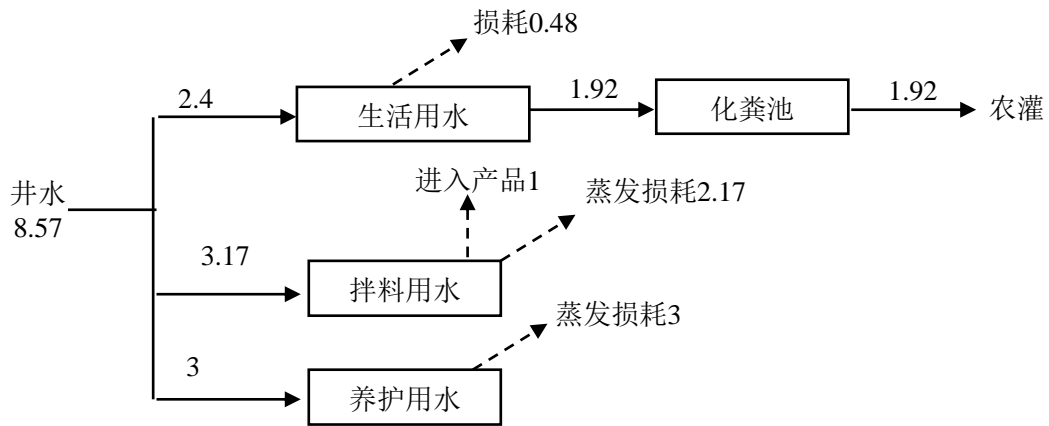 损耗0.48
2.4
生活用水
1.92
化粪池
1.92
农灌
井水
8.57
进入产品1
蒸发损耗2.17
3.17
拌料用水
蒸发损耗3
3
养护用水